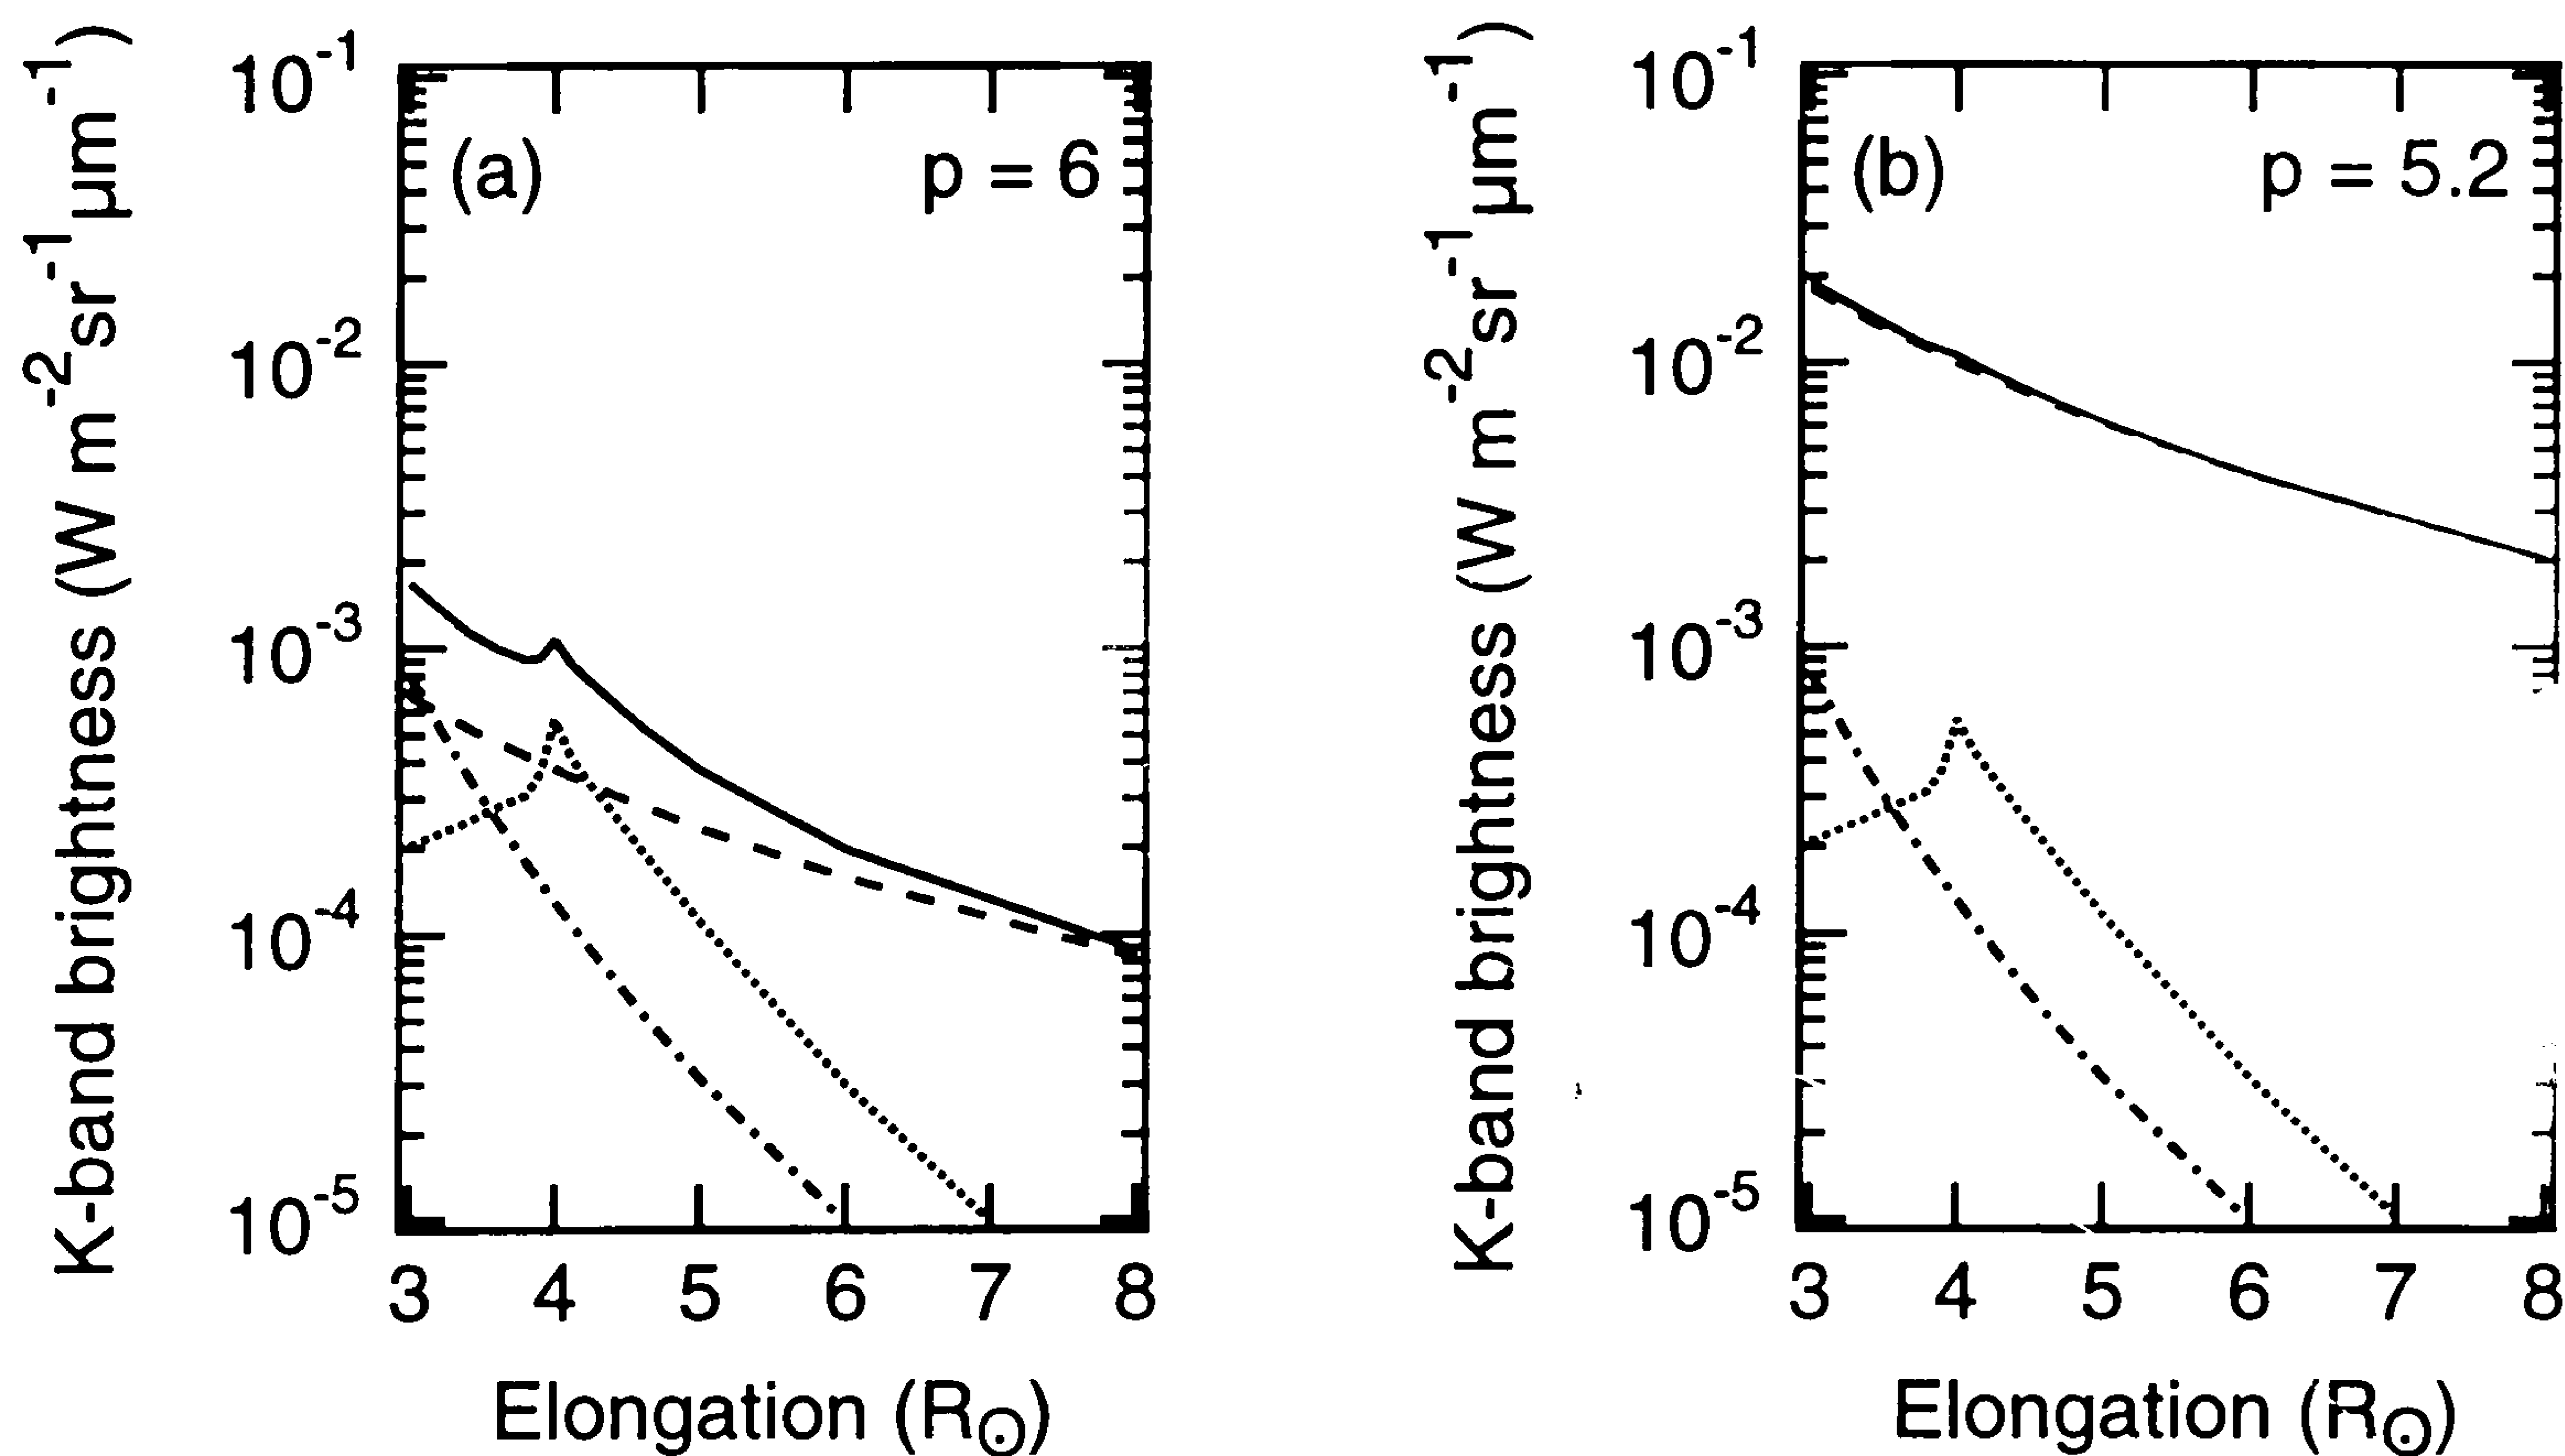 K-band brightness (W m⁻²sr⁻¹µm⁻¹)
10⁻¹
10⁻²
10⁻³
10⁻⁴
10⁻⁵
(a)
p = 6
3 4 5 6 7 8
Elongation (R☉)
K-band brightness (W m⁻²sr⁻¹µm⁻¹)
10⁻¹
10⁻²
10⁻³
10⁻⁴
10⁻⁵
(b)
p = 5.2
3 4 5 6 7 8
Elongation (R☉)